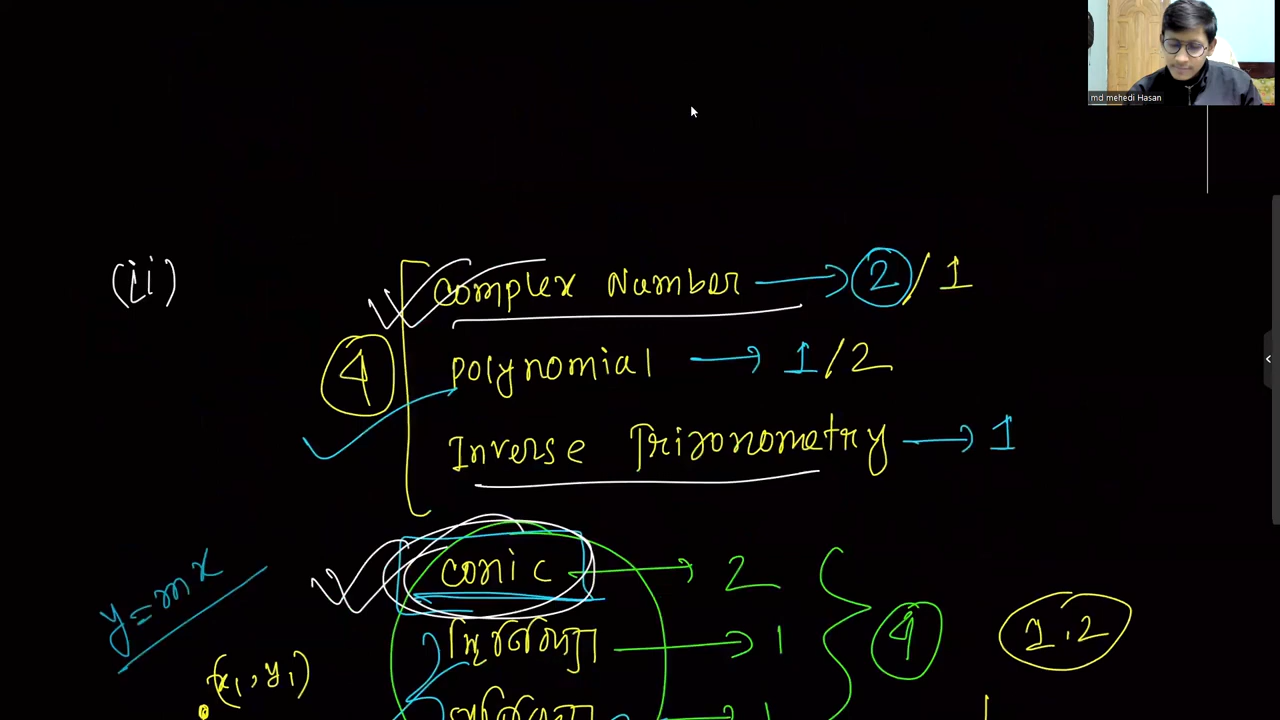 md mehedi Hasan
(ii)
Complex Number → 2/1
4
polynomial → 1/2
Inverse Trigonometry → 1
conic → 2
y=mx
স্থিতিবিদ্যা → 1
4
1.2
(x₁, y₁)
→ 1